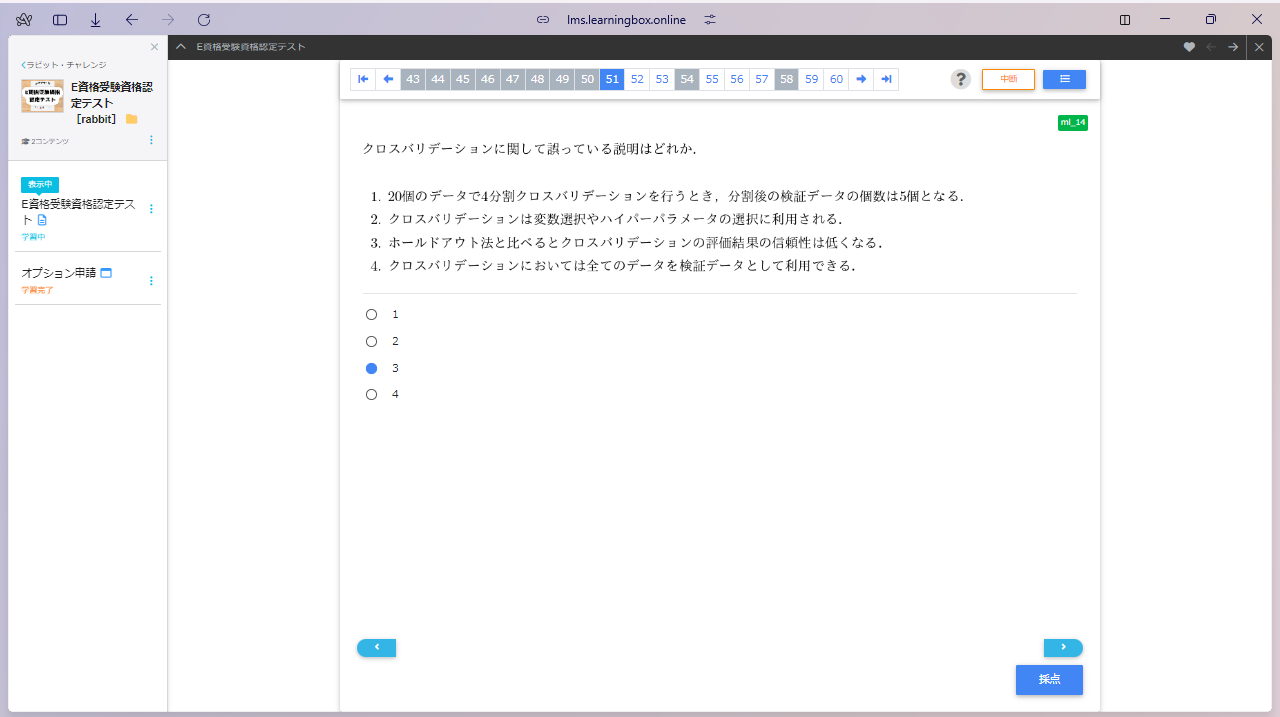 lms.learningbox.online
E資格受験資格認定テスト
ラビット・チャレンジ
E資格受験資格認定テスト
E資格受験資格認
定テスト
［rabbit］
2コンテンツ
表示中
E資格受験資格認定テス
ト
学習中
オプション申請
学習完了
43 44 45 46 47 48 49 50 51 52 53 54 55 56 57 58 59 60
?
中断
ml_14
クロスバリデーションに関して誤っている説明はどれか．
1. 20個のデータで4分割クロスバリデーションを行うとき，分割後の検証データの個数は5個となる．
2. クロスバリデーションは変数選択やハイパーパラメータの選択に利用される．
3. ホールドアウト法と比べるとクロスバリデーションの評価結果の信頼性は低くなる．
4. クロスバリデーションにおいては全てのデータを検証データとして利用できる．
1
2
3
4
採点